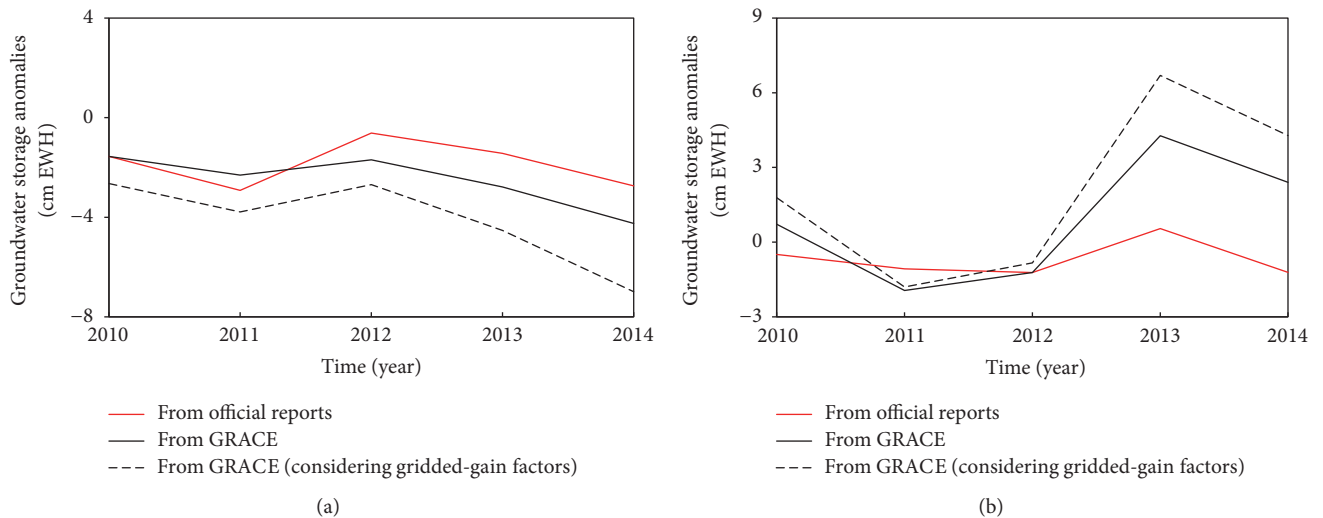 Groundwater storage anomalies
(cm EWH)
4
0
−4
−8
2010 2011 2012 2013 2014
Time (year)
From official reports
From GRACE
From GRACE (considering gridded-gain factors)
(a)
Groundwater storage anomalies
(cm EWH)
9
6
3
0
−3
2010 2011 2012 2013 2014
Time (year)
From official reports
From GRACE
From GRACE (considering gridded-gain factors)
(b)